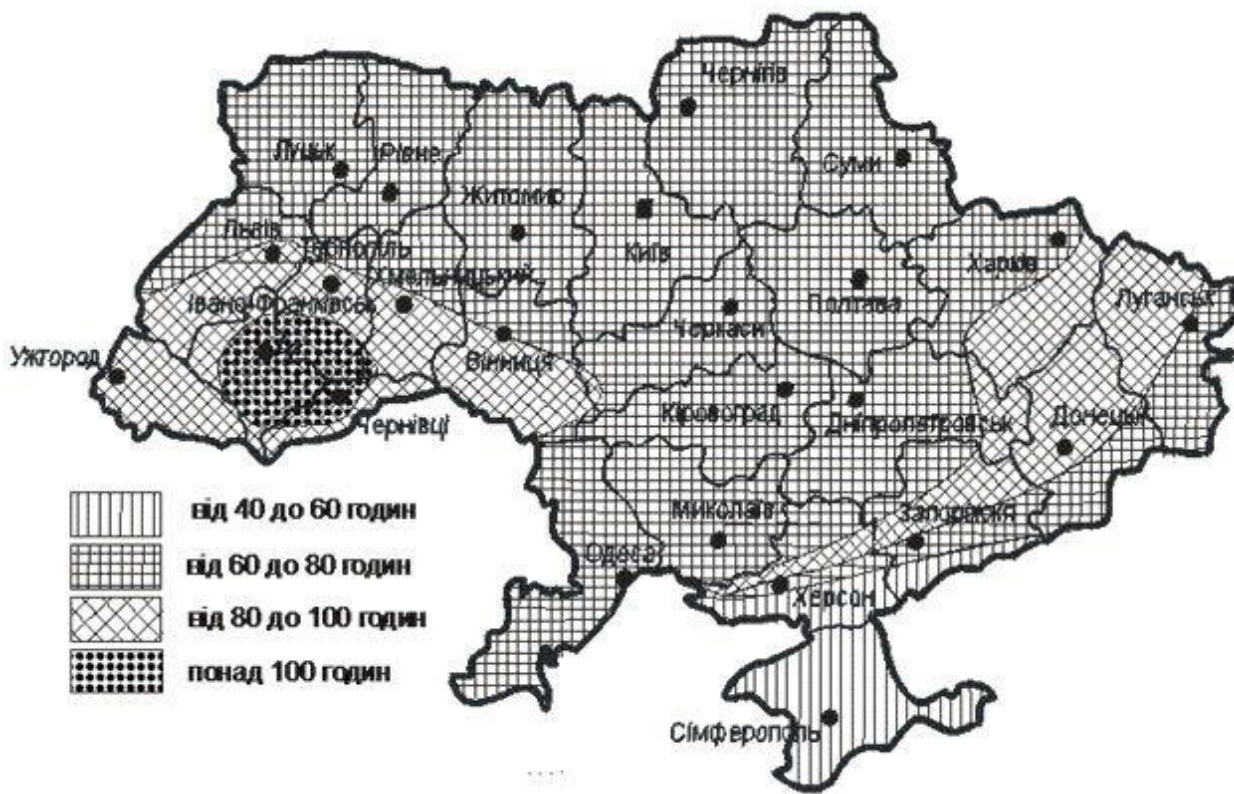 Чернігів
Луцьк
Рівне
Суми
Житомир
Львів
Київ
Харків
Тернопіль
Хмельницький
Івано-Франківськ
Полтава
Луганськ
Черкаси
Ужгород
Вінниця
Кіровоград
Дніпропетровськ
Донецьк
Чернівці
від 40 до 60 годин
Миколаїв
Запоріжжя
від 60 до 80 годин
Одеса
Херсон
від 80 до 100 годин
понад 100 годин
Сімферополь